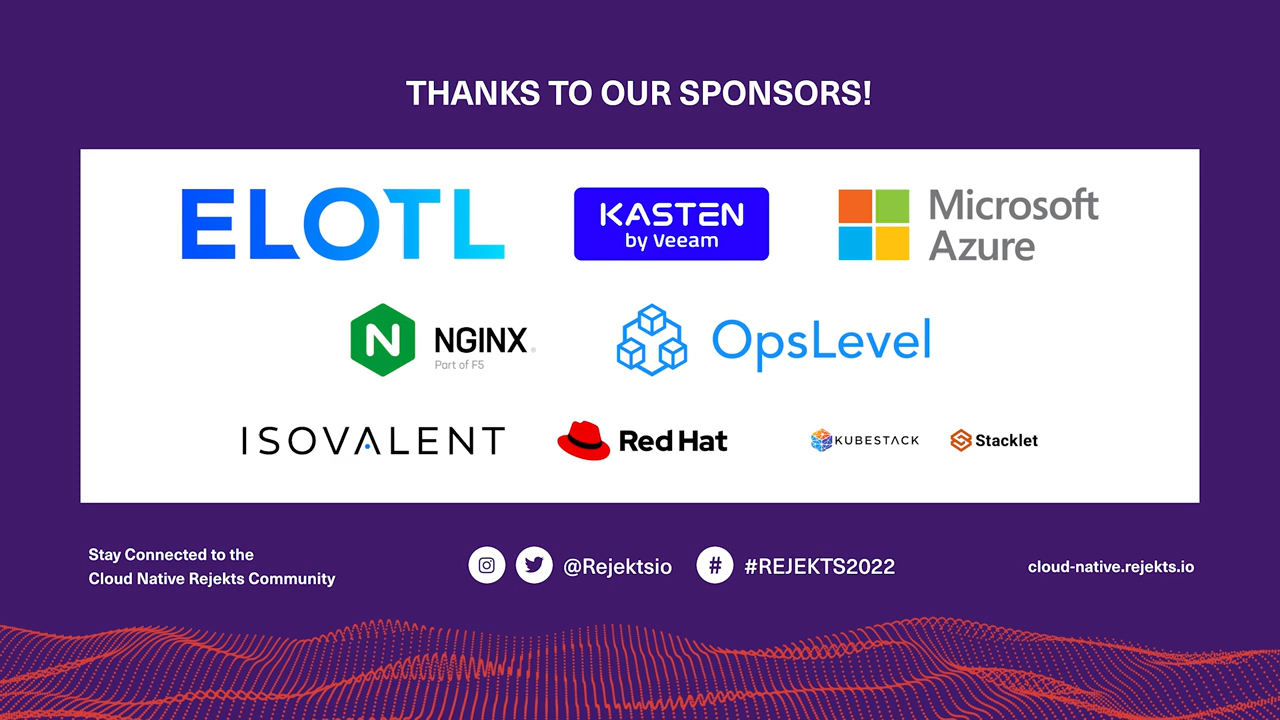 THANKS TO OUR SPONSORS!
ELOTL
KASTEN
by Veeam
Microsoft
Azure
N NGINX
Part of F5
OpsLevel
ISOVALENT
Red Hat
KUBESTACK
Stacklet
Stay Connected to the
Cloud Native Rejekts Community
@Rejektsio
# #REJEKTS2022
cloud-native.rejekts.io